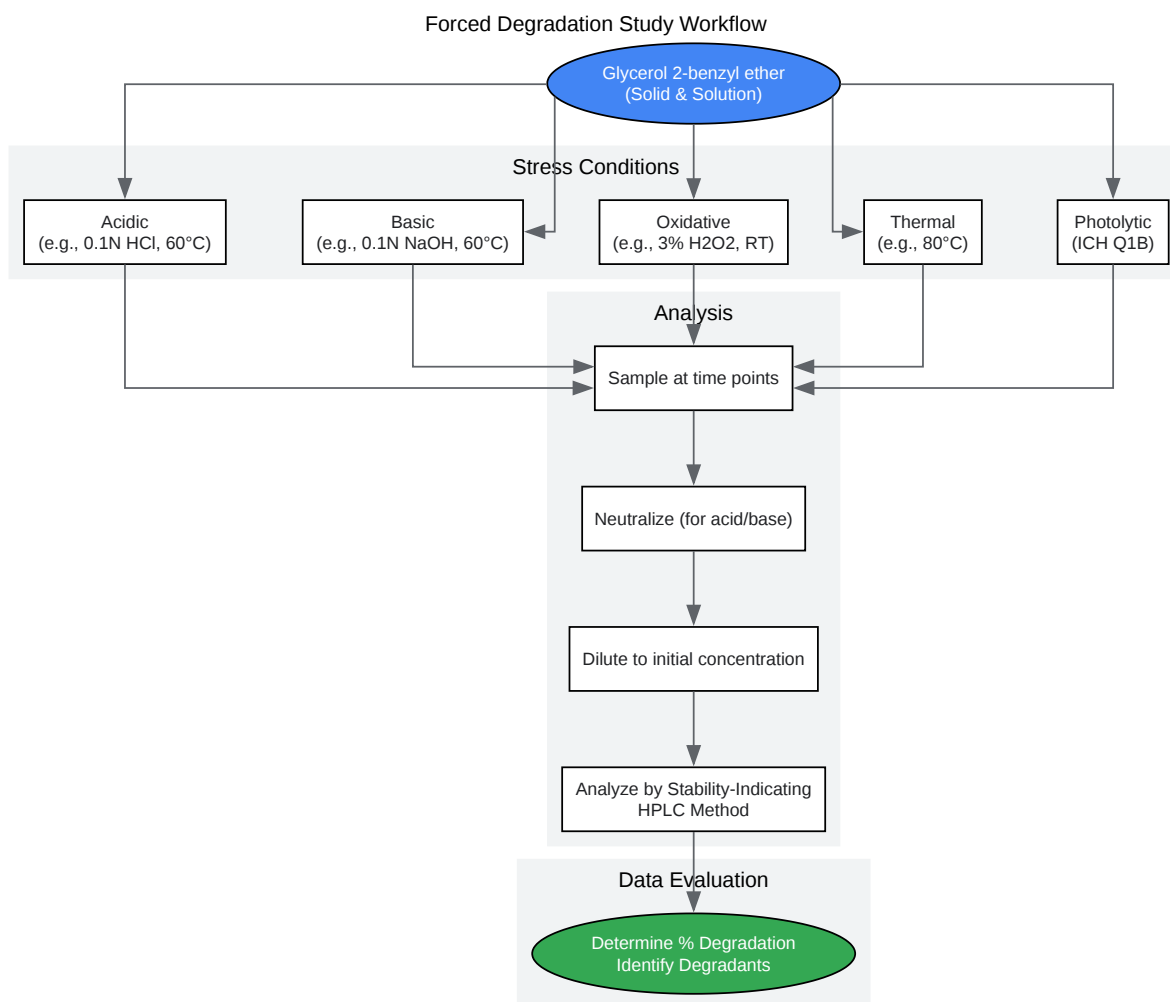 Forced Degradation Study Workflow
Glycerol 2-benzyl ether
(Solid & Solution)
Stress Conditions
Acidic
(e.g., 0.1N HCl, 60°C)
Basic
(e.g., 0.1N NaOH, 60°C)
Oxidative
(e.g., 3% H2O2, RT)
Thermal
(e.g., 80°C)
Photolytic
(ICH Q1B)
Analysis
Sample at time points
Neutralize (for acid/base)
Dilute to initial concentration
Analyze by Stability-Indicating
HPLC Method
Data Evaluation
Determine % Degradation
Identify Degradants